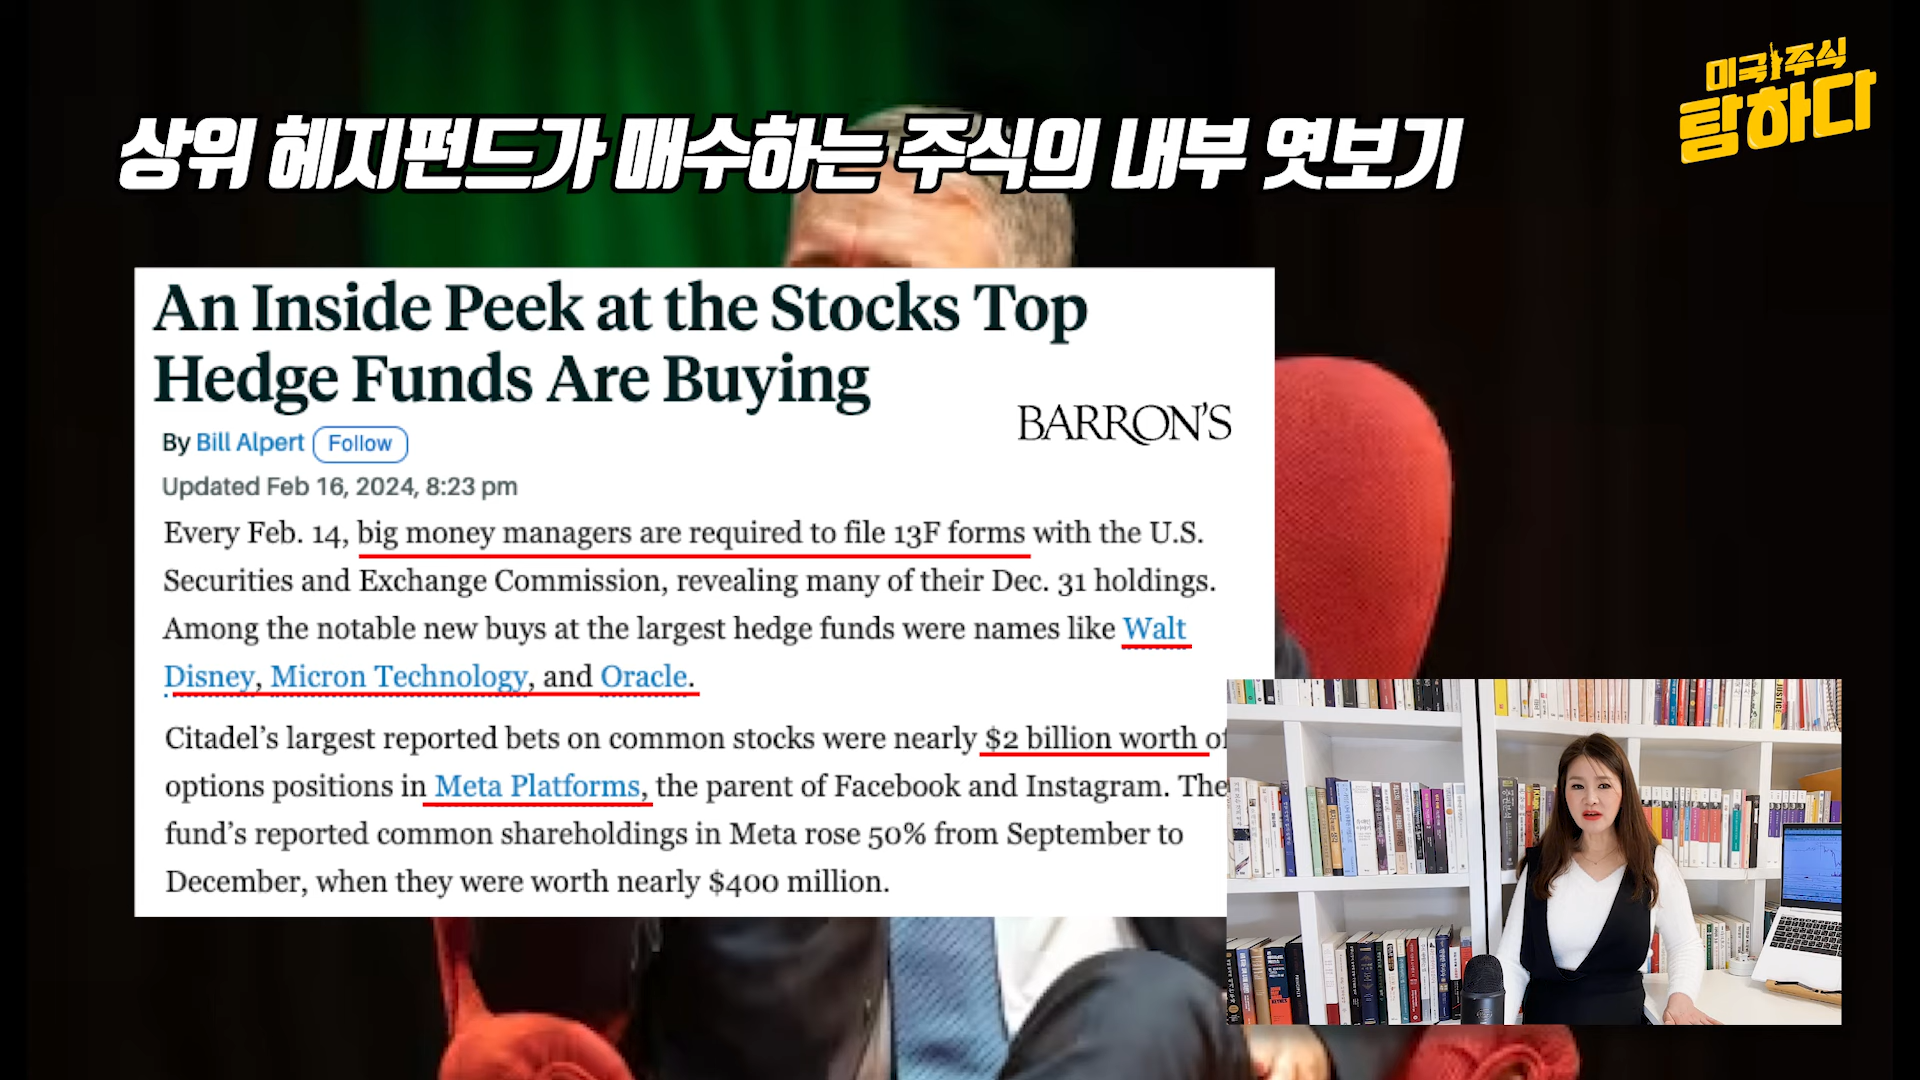 미국주식
탐하다
상위 헤지펀드가 매수하는 주식의 내부 엿보기
An Inside Peek at the Stocks Top
Hedge Funds Are Buying
BARRON'S
By Bill Alpert Follow
Updated Feb 16, 2024, 8:23 pm
Every Feb. 14, big money managers are required to file 13F forms with the U.S.
Securities and Exchange Commission, revealing many of their Dec. 31 holdings.
Among the notable new buys at the largest hedge funds were names like Walt
Disney, Micron Technology, and Oracle.
Citadel's largest reported bets on common stocks were nearly $2 billion worth of
options positions in Meta Platforms, the parent of Facebook and Instagram. The
fund's reported common shareholdings in Meta rose 50% from September to
December, when they were worth nearly $400 million.
JUSTICE